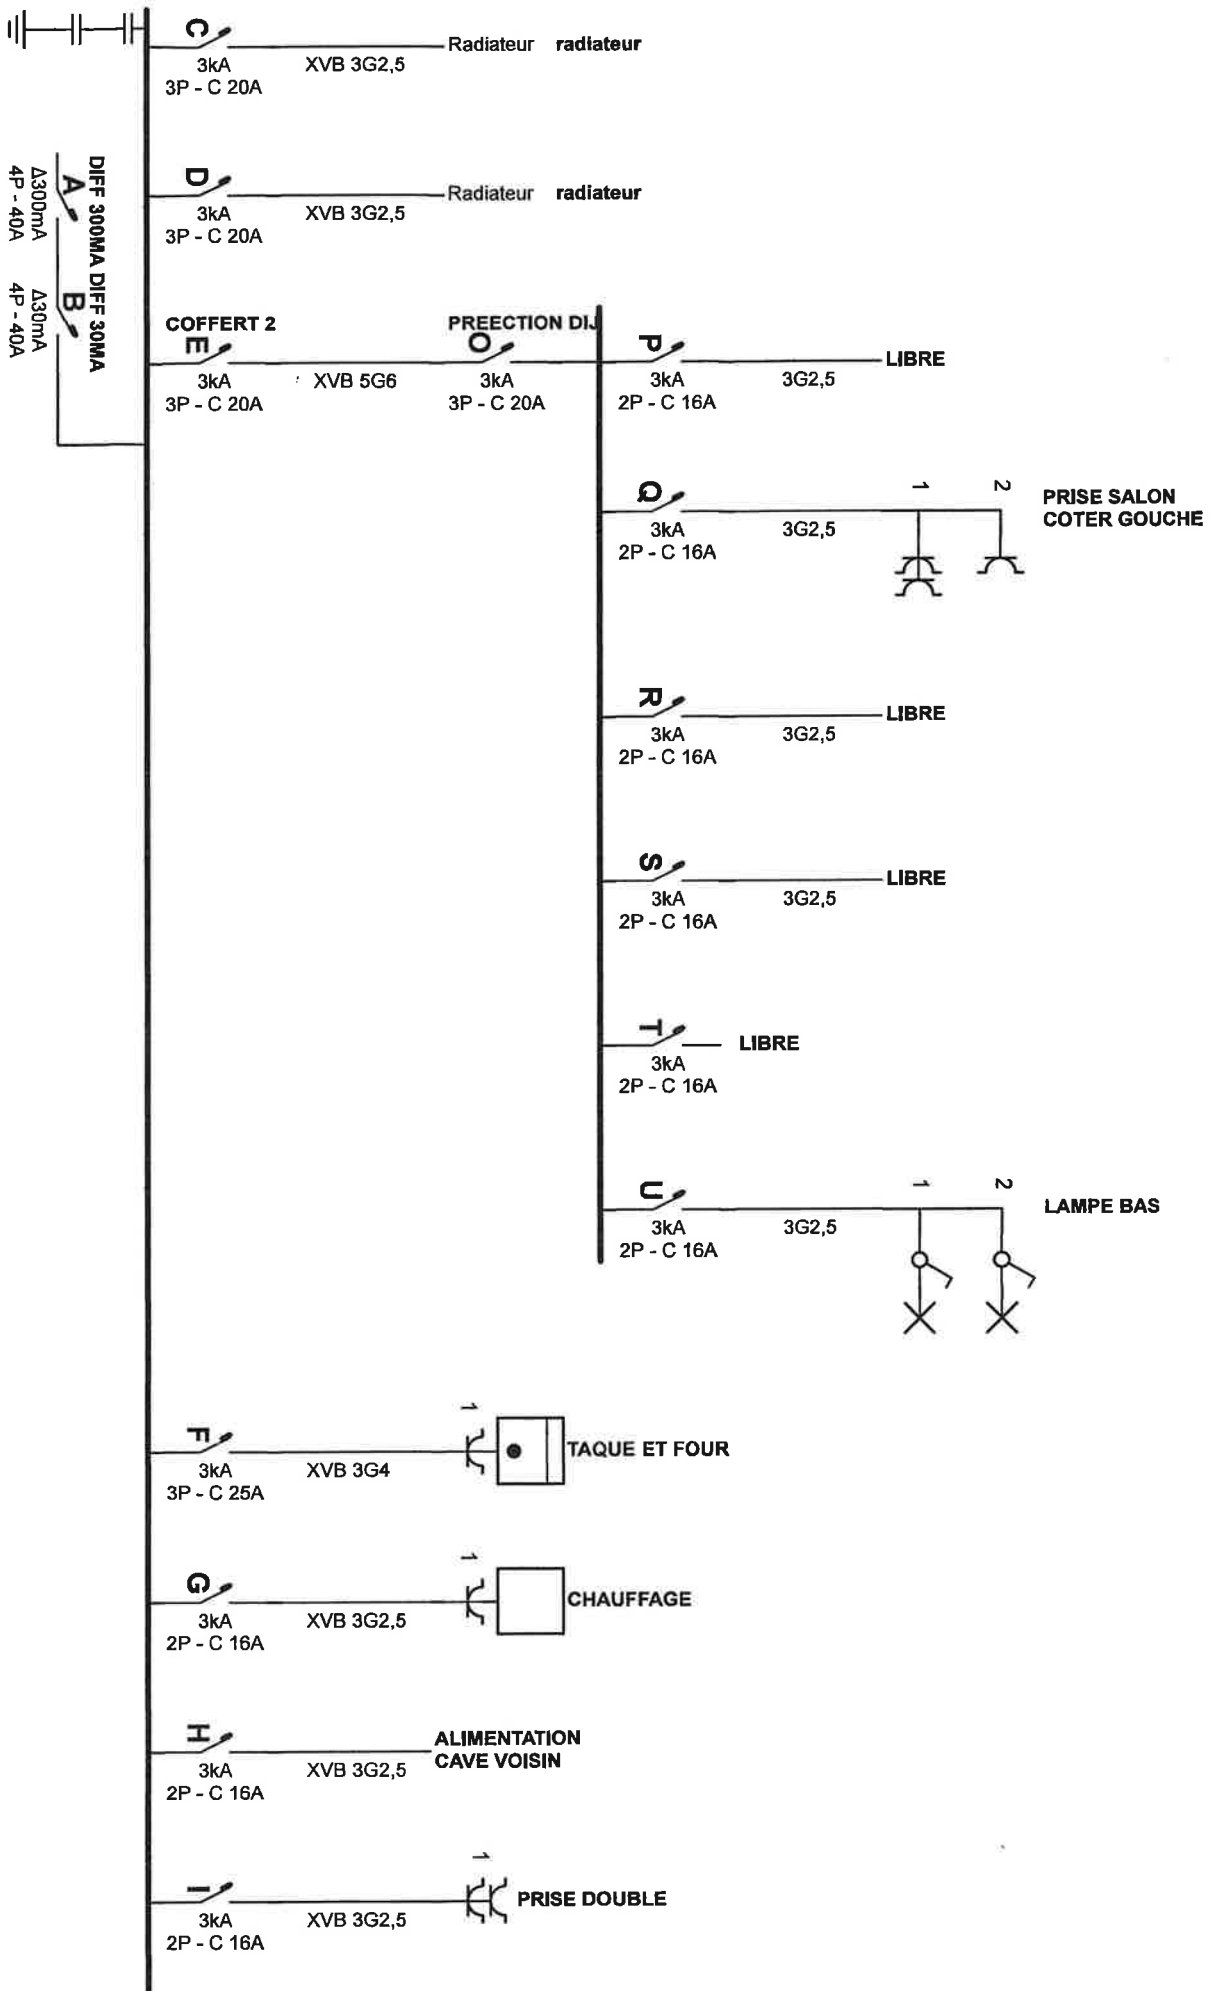 C
3kA
3P - C 20A
XVB 3G2,5
Radiateur radiateur
D
3kA
3P - C 20A
XVB 3G2,5
Radiateur radiateur
DIFF 300MA DIFF 30MA
A
Δ300mA
4P - 40A
B
Δ30mA
4P - 40A
COFFERT 2
E
3kA
3P - C 20A
XVB 5G6
PREECTION DIJ
O
3kA
3P - C 20A
P
3kA
2P - C 16A
3G2,5
LIBRE
Q
3kA
2P - C 16A
3G2,5
1
2
PRISE SALON
COTER GOUCHE
R
3kA
2P - C 16A
3G2,5
LIBRE
S
3kA
2P - C 16A
3G2,5
LIBRE
T
3kA
2P - C 16A
LIBRE
U
3kA
2P - C 16A
3G2,5
1
2
LAMPE BAS
F
3kA
3P - C 25A
XVB 3G4
1
TAQUE ET FOUR
G
3kA
2P - C 16A
XVB 3G2,5
1
CHAUFFAGE
H
3kA
2P - C 16A
XVB 3G2,5
ALIMENTATION
CAVE VOISIN
I
3kA
2P - C 16A
XVB 3G2,5
1
PRISE DOUBLE